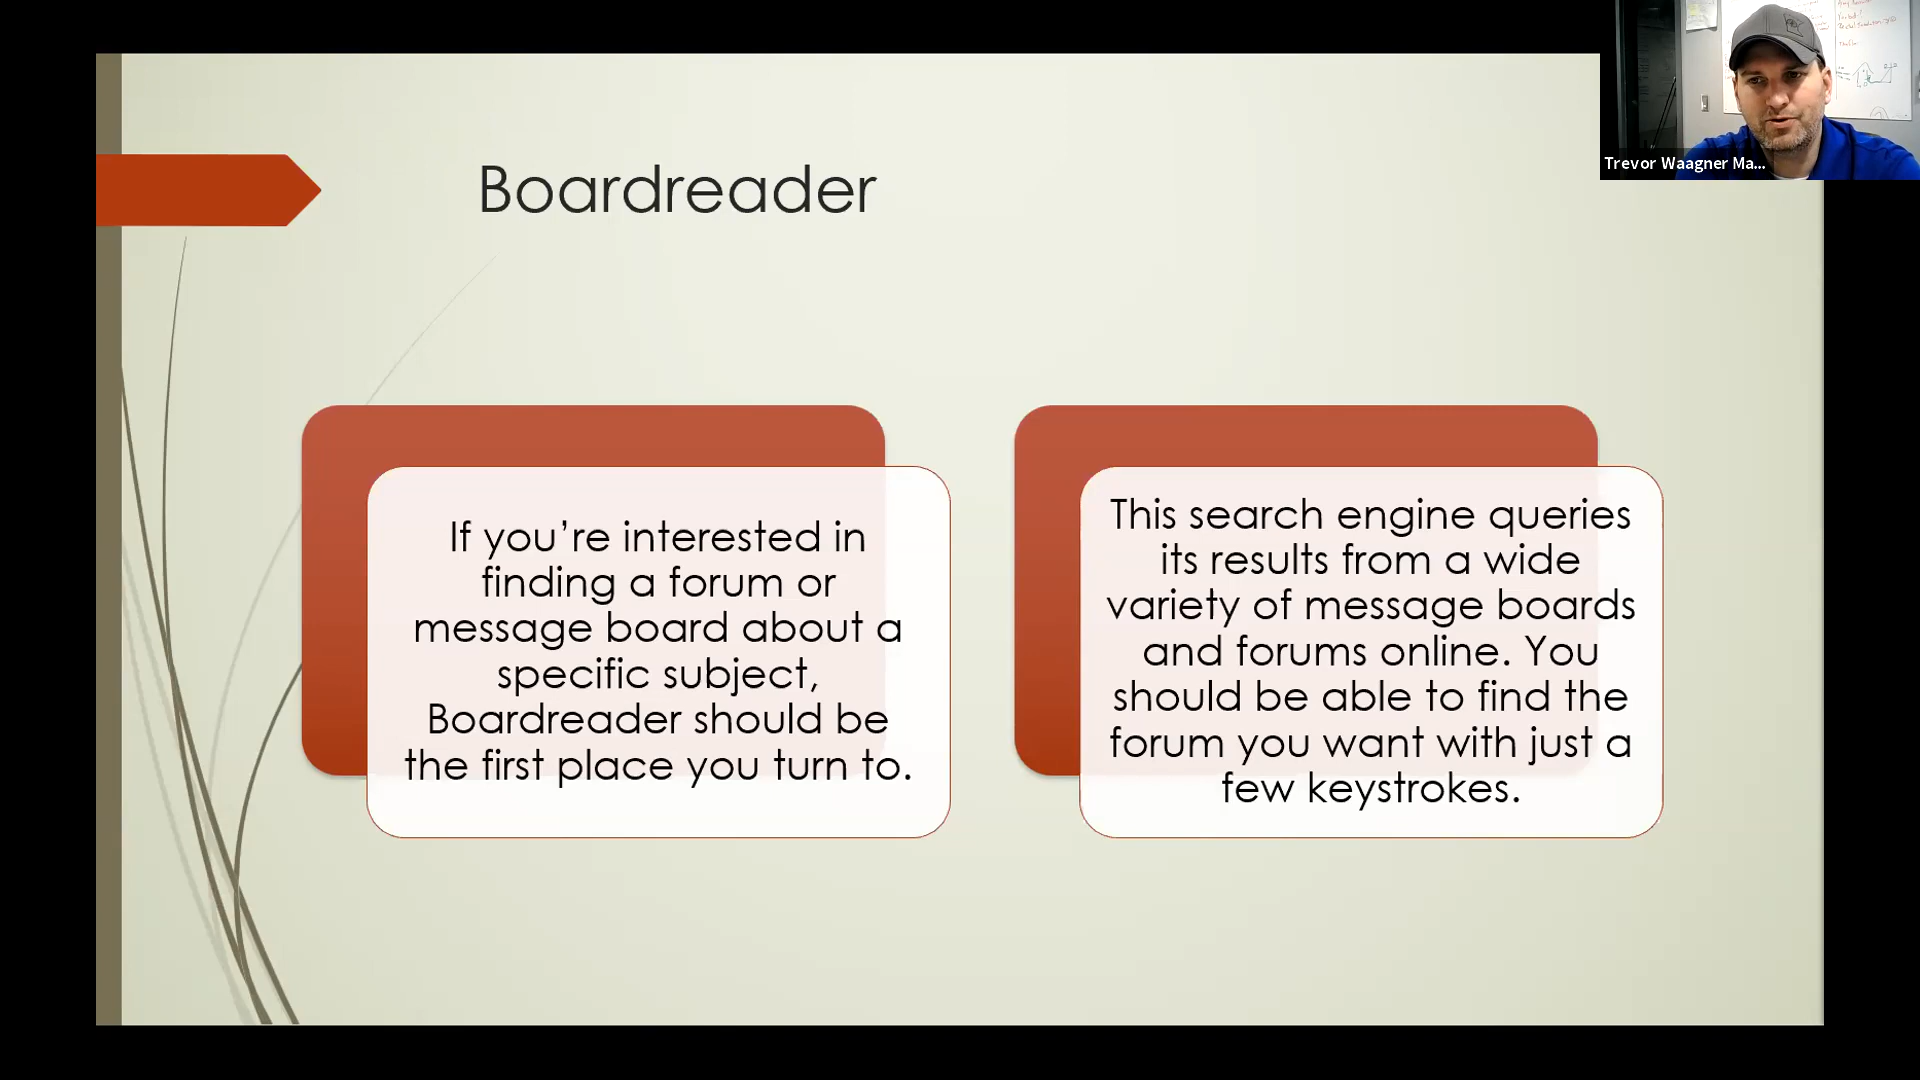 Boardreader
If you’re interested in
finding a forum or
message board about a
specific subject,
Boardreader should be
the first place you turn to.
This search engine queries
its results from a wide
variety of message boards
and forums online. You
should be able to find the
forum you want with just a
few keystrokes.
Trevor Waagner Ma...